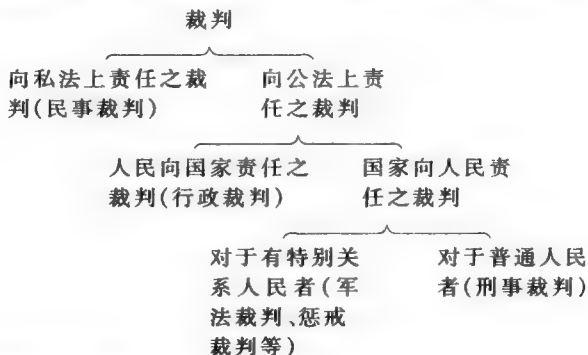 裁判
向私法上责任之裁
判(民事裁判)
向公法上责
任之裁判
人民向国家责任之
裁判(行政裁判)
国家向人民责
任之裁判
对于有特别关
系人民者(军
法裁判、惩戒
裁判等)
对于普通人民
者(刑事裁判)